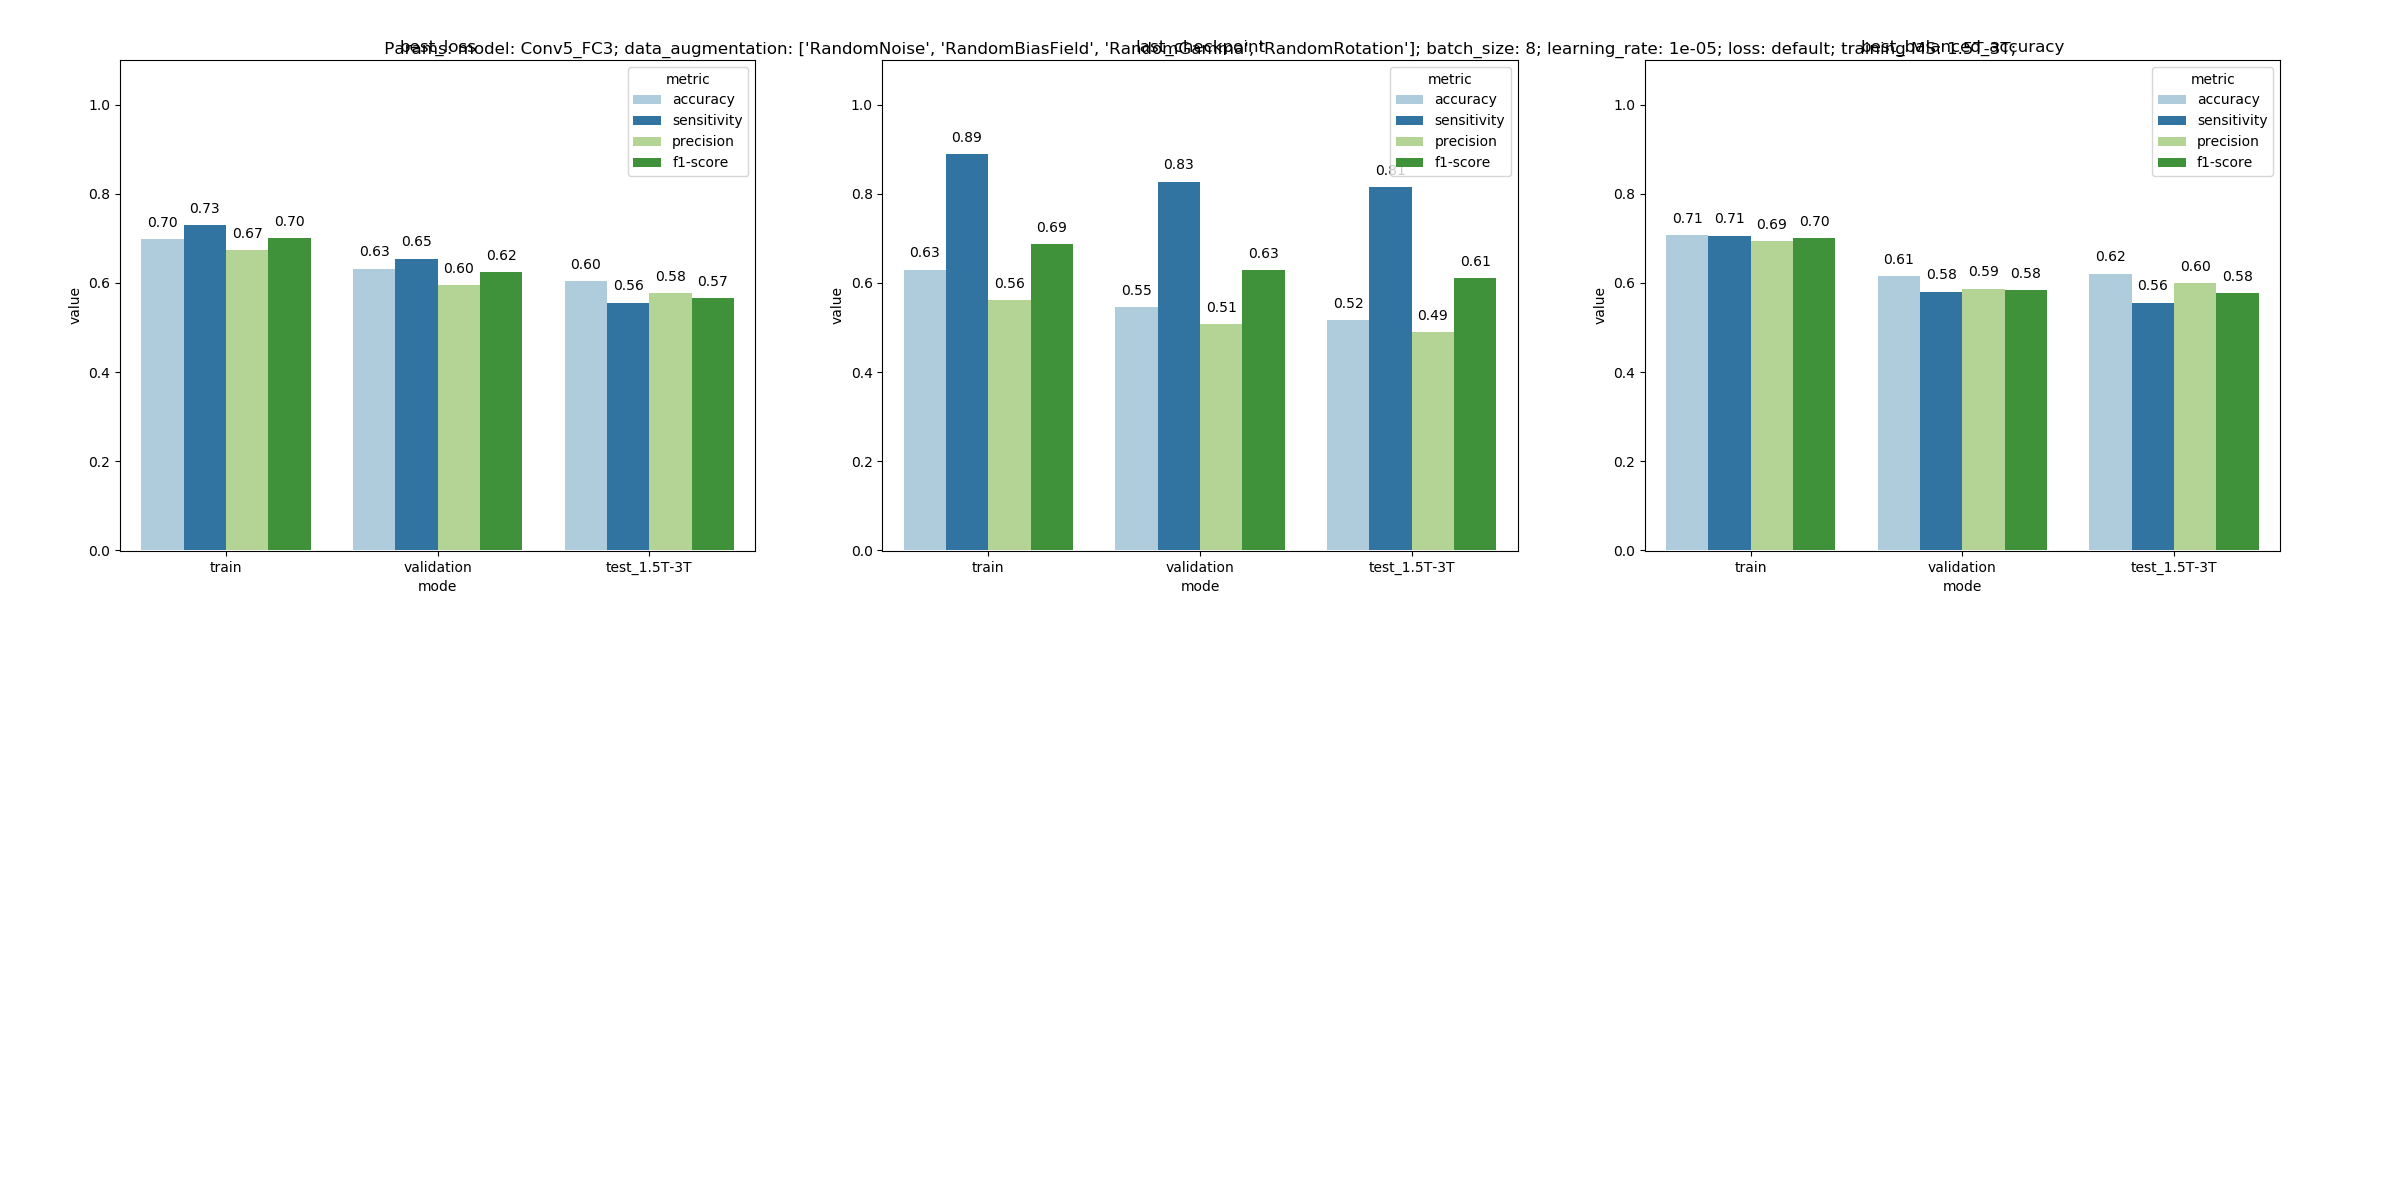 best_loss
last_checkpoint
best_balanced_accuracy
Params: model: Conv5_FC3; data_augmentation: ['RandomNoise', 'RandomBiasField', 'RandomGamma', 'RandomRotation']; batch_size: 8; learning_rate: 1e-05; loss: default; training MS: 1.5T-3T;
metric
accuracy
sensitivity
precision
f1-score
1.0
0.8
0.6
0.4
0.2
0.0
value
0.70
0.73
0.67
0.70
0.63
0.65
0.60
0.62
0.60
0.56
0.58
0.57
train
validation
test_1.5T-3T
mode
metric
accuracy
sensitivity
precision
f1-score
1.0
0.8
0.6
0.4
0.2
0.0
value
0.63
0.89
0.56
0.69
0.55
0.83
0.51
0.63
0.52
0.81
0.49
0.61
train
validation
test_1.5T-3T
mode
metric
accuracy
sensitivity
precision
f1-score
1.0
0.8
0.6
0.4
0.2
0.0
value
0.71
0.71
0.69
0.70
0.61
0.58
0.59
0.58
0.62
0.56
0.60
0.58
train
validation
test_1.5T-3T
mode